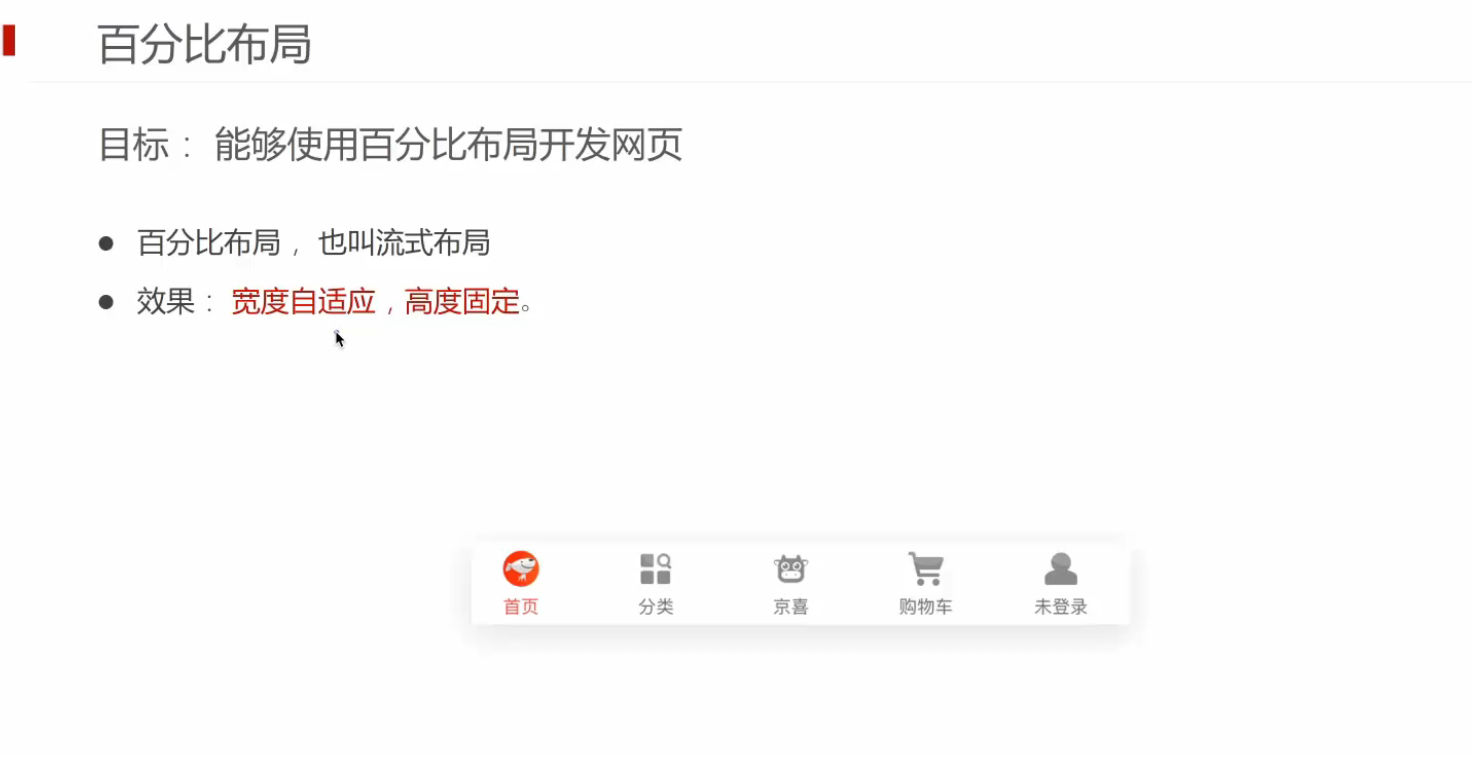 百分比布局
目标：能够使用百分比布局开发网页
百分比布局，也叫流式布局
效果：宽度自适应，高度固定。
首页 分类 京喜 购物车 未登录